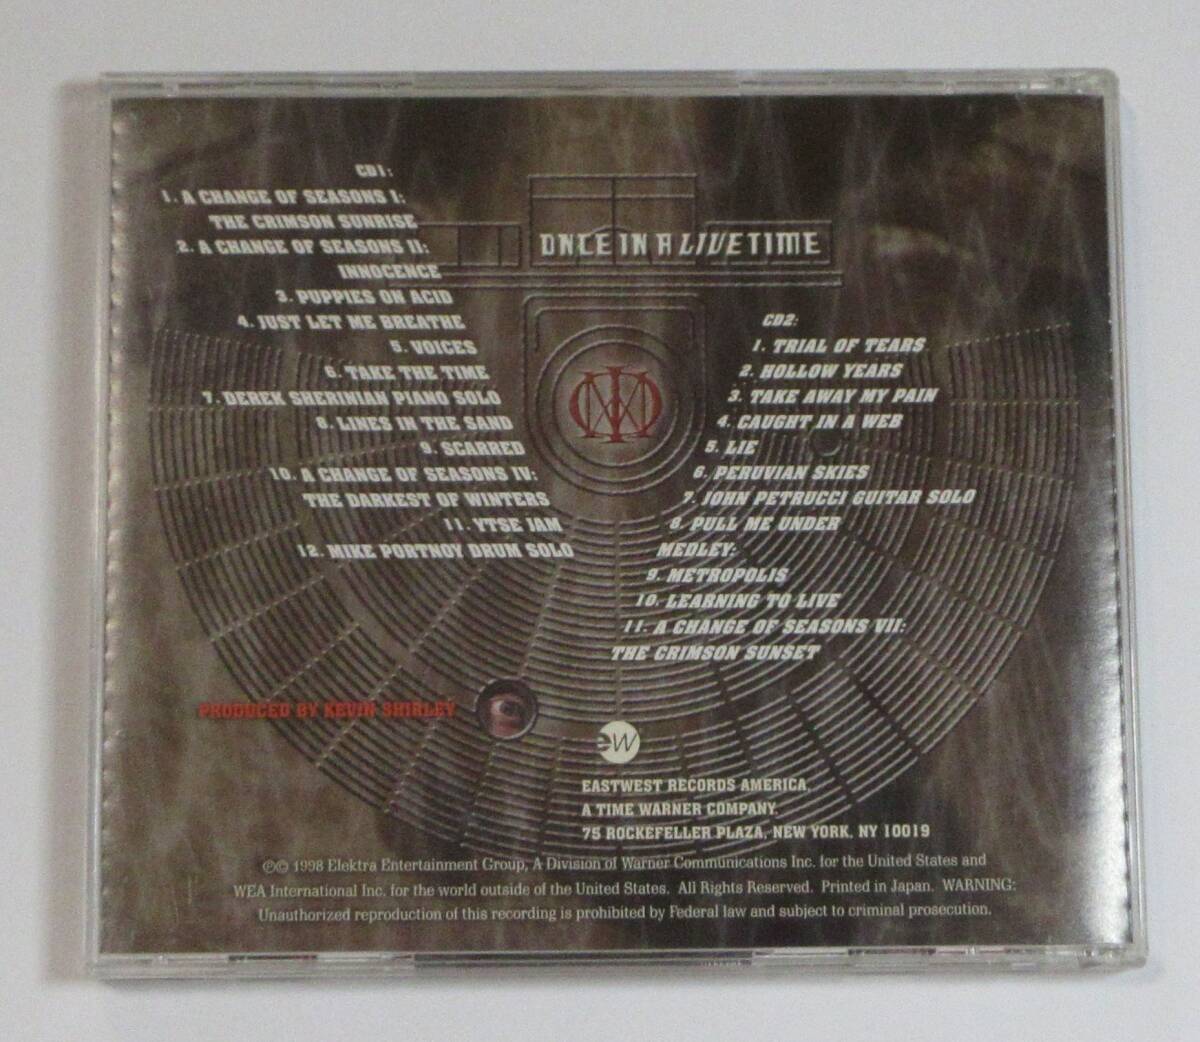 ONCE IN A LIVETIME
CD1:
1. A CHANGE OF SEASONS I:
THE CRIMSON SUNRISE
2. A CHANGE OF SEASONS II:
INNOCENCE
3. PUPPIES ON ACID
4. JUST LET ME BREATHE
5. VOICES
6. TAKE THE TIME
7. DEREK SHERINIAN PIANO SOLO
8. LINES IN THE SAND
9. SCARRED
10. A CHANGE OF SEASONS IV:
THE DARKEST OF WINTERS
11. YTSE JAM
12. MIKE PORTNOY DRUM SOLO
CD2:
1. TRIAL OF TEARS
2. HOLLOW YEARS
3. TAKE AWAY MY PAIN
4. CAUGHT IN A WEB
5. LIE
6. PERUVIAN SKIES
7. JOHN PETRUCCI GUITAR SOLO
8. PULL ME UNDER
MEDLEY:
9. METROPOLIS
10. LEARNING TO LIVE
11. A CHANGE OF SEASONS VII:
THE CRIMSON SUNSET
PRODUCED BY KEVIN SHIRLEY
ew
EASTWEST RECORDS AMERICA,
A TIME WARNER COMPANY.
75 ROCKEFELLER PLAZA, NEW YORK, NY 10019
℗© 1998 Elektra Entertainment Group, A Division of Warner Communications Inc. for the United States and
WEA International Inc. for the world outside of the United States. All Rights Reserved. Printed in Japan. WARNING:
Unauthorized reproduction of this recording is prohibited by Federal law and subject to criminal prosecution.